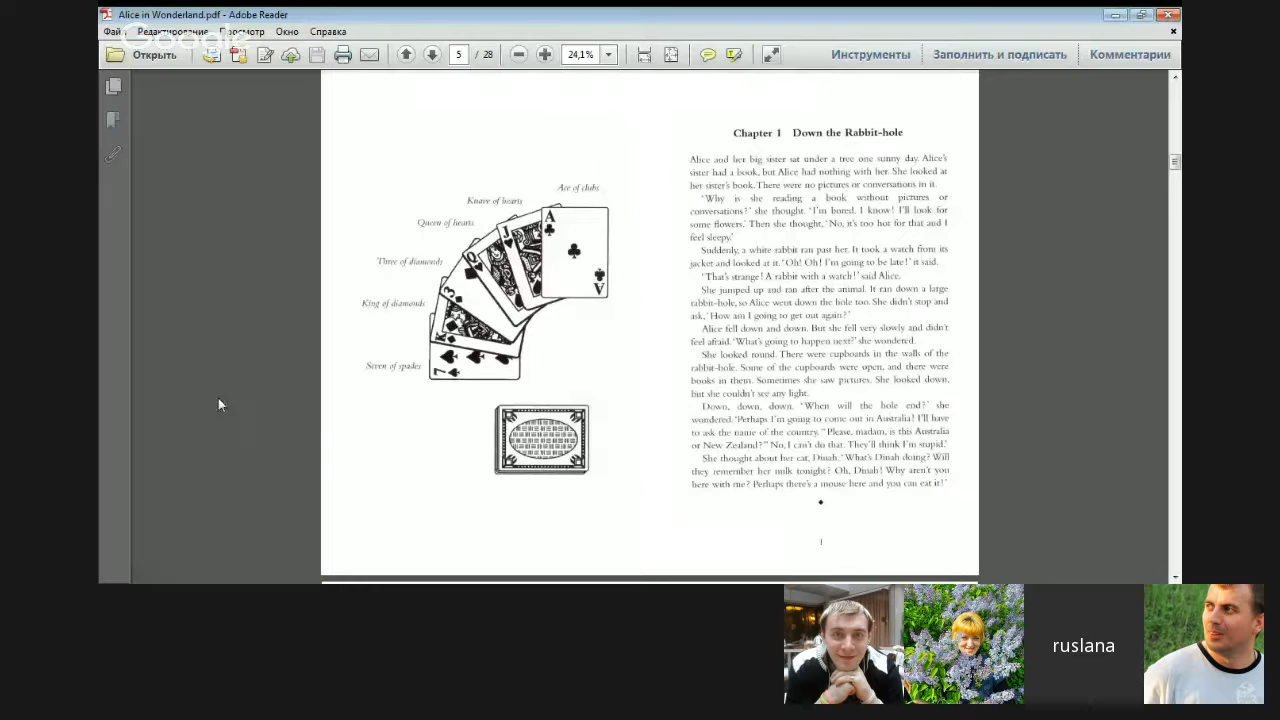 Alice in Wonderland.pdf - Adobe Reader
Файл Редактирование Просмотр Окно Справка
Google
Открыть 5 / 28 24,1% Инструменты Заполнить и подписать Комментарии
Ace of clubs
Knave of hearts
Queen of hearts
Three of diamonds
King of diamonds
Seven of spades
A
J
Q
3
K
7
A
Chapter 1 Down the Rabbit-hole
Alice and her big sister sat under a tree one sunny day. Alice's
sister had a book, but Alice had nothing with her. She looked at
her sister's book. There were no pictures or conversations in it.
'Why is she reading a book without pictures or
conversations?' she thought. 'I'm bored. I know! I'll look for
some flowers.' Then she thought, 'No, it's too hot for that and I
feel sleepy.'
Suddenly, a white rabbit ran past her. It took a watch from its
jacket and looked at it. 'Oh! Oh! I'm going to be late!' it said.
'That's strange! A rabbit with a watch!' said Alice.
She jumped up and ran after the animal. It ran down a large
rabbit-hole, so Alice went down the hole too. She didn't stop and
ask, 'How am I going to get out again?'
Alice fell down and down. But she fell very slowly and didn't
feel afraid. 'What's going to happen next?' she wondered.
She looked round. There were cupboards in the walls of the
rabbit-hole. Some of the cupboards were open, and there were
books in them. Sometimes she saw pictures. She looked down,
but she couldn't see any light.
Down, down, down. 'When will the hole end?' she
wondered. 'Perhaps I'm going to come out in Australia! I'll have
to ask the name of the country. "Please, madam, is this Australia
or New Zealand?" No, I can't do that. They'll think I'm stupid.'
She thought about her cat, Dinah. 'What's Dinah doing? Will
they remember her milk tonight? Oh, Dinah! Why aren't you
here with me? Perhaps there's a mouse here and you can eat it!'
1
ruslana